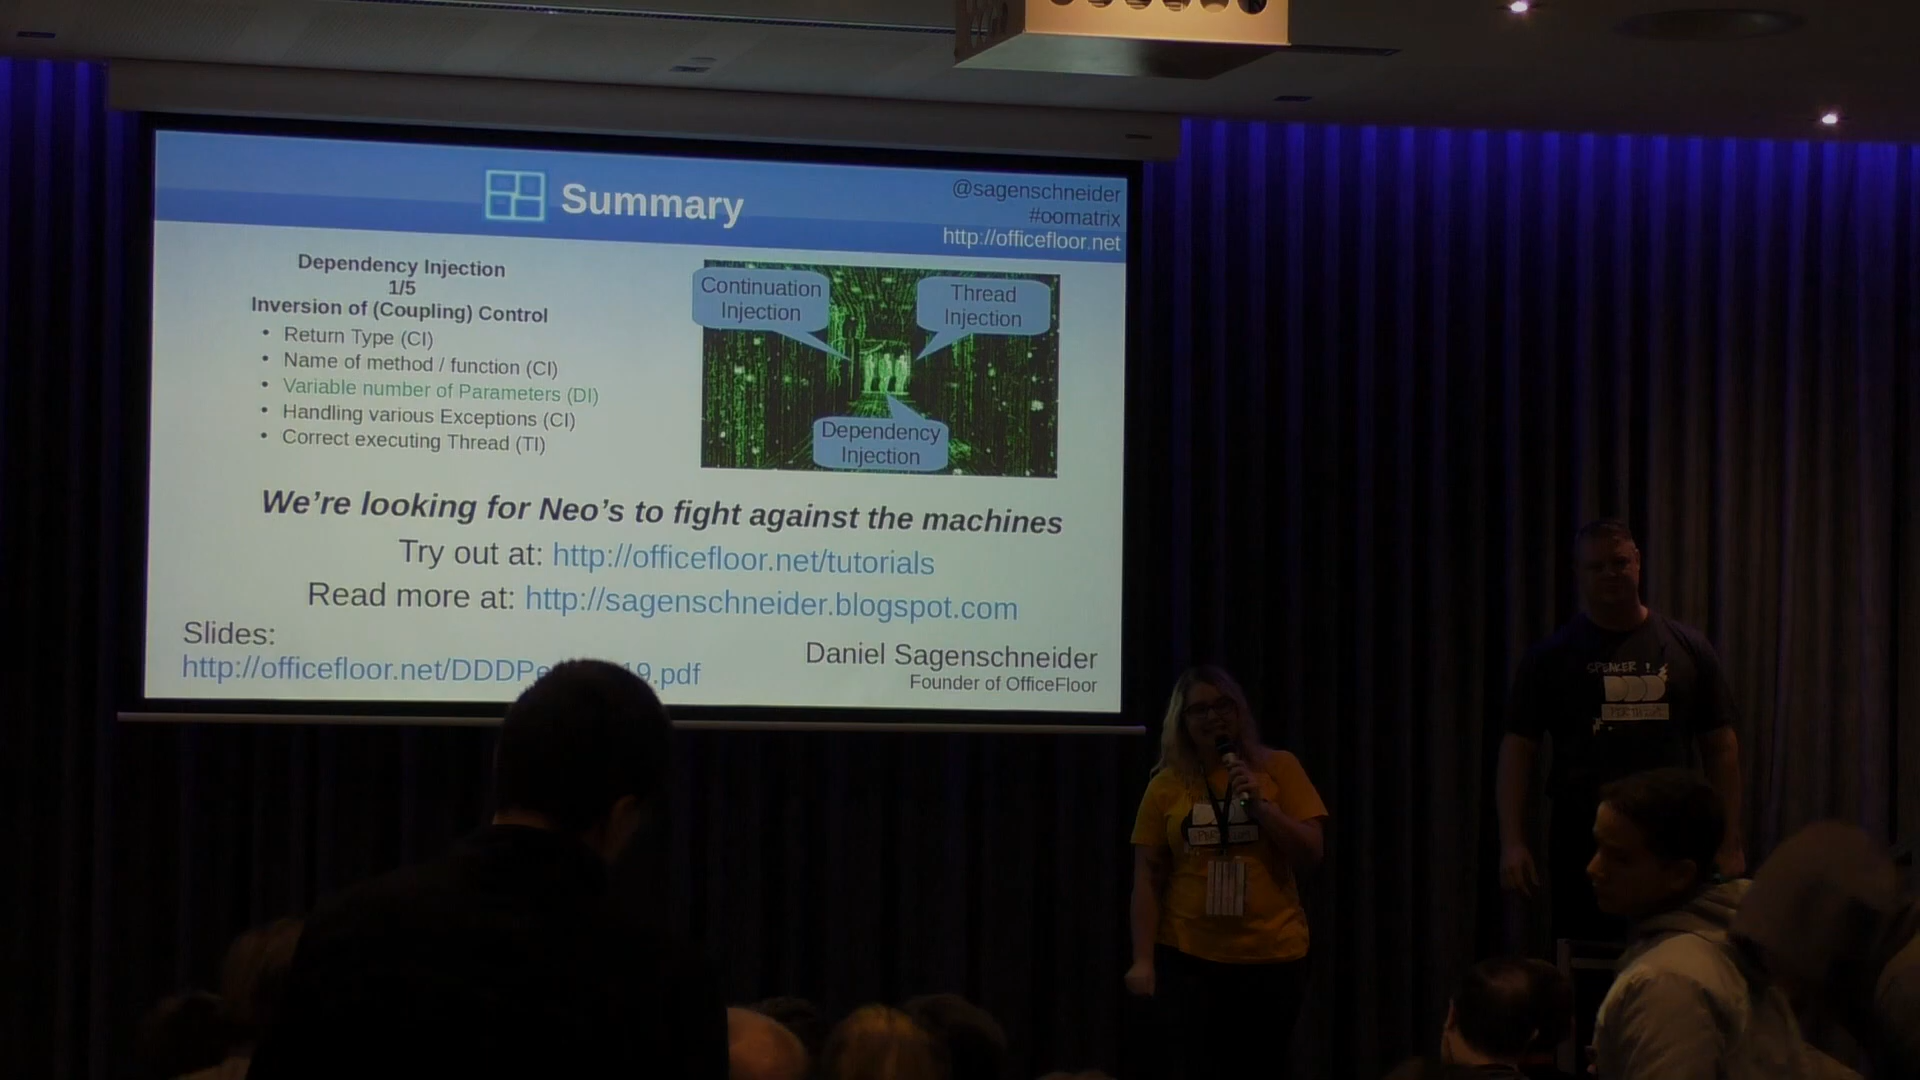 Summary
@sagenschneider
#oomatrix
http://officefloor.net
Dependency Injection
1/5
Inversion of (Coupling) Control
• Return Type (CI)
• Name of method / function (CI)
• Variable number of Parameters (DI)
• Handling various Exceptions (CI)
• Correct executing Thread (TI)
Continuation
Injection
Thread
Injection
Dependency
Injection
We're looking for Neo's to fight against the machines
Try out at: http://officefloor.net/tutorials
Read more at: http://sagenschneider.blogspot.com
Slides:
Daniel Sagenschneider
Founder of OfficeFloor
SPEAKER !
DDD